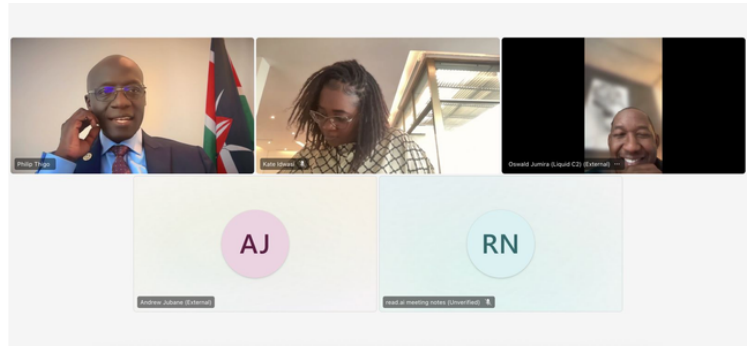 Philip Thigo
Kate Idwasi
Oswald Jumira (Liquid C2) (External)
AJ
RN
Andrew Jubane (External)
read.ai meeting notes (Unverified)